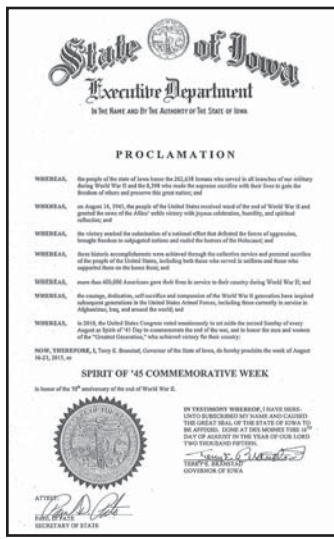 State of Iowa
Executive Department
IN THE NAME AND BY THE AUTHORITY OF THE STATE OF IOWA
PROCLAMATION
WHEREAS, the people of the state of Iowa honor the 262,638 Iowans who served in all branches of our military
during World War II and the 8,398 who made the supreme sacrifice with their lives to gain the
freedom of others and preserve this great nation; and
WHEREAS, on August 14, 1945, the people of the United States received word of the end of World War II and
greeted the news of the Allies' noble victory with joyous celebration, humility, and spiritual
reflection; and
WHEREAS, the victory marked the culmination of a national effort that defeated the forces of aggression,
brought freedom to subjugated nations and ended the horrors of the Holocaust; and
WHEREAS, these historic accomplishments were achieved through the collective service and personal sacrifice
of the people of the United States, including both those who served in uniform and those who
supported them on the home front; and
WHEREAS, more than 400,000 Americans gave their lives in service to their country during World War II; and
WHEREAS, the courage, dedication, self-sacrifice and compassion of the World War II generation have inspired
subsequent generations in the United States Armed Forces, including those currently in service in
Afghanistan, Iraq, and around the world; and
WHEREAS, in 2010, the United States Congress voted unanimously to set aside the second Sunday of every
August as Spirit of '45 Day to commemorate the end of the war, and to honor the men and women
of the "Greatest Generation," who achieved victory for their country:
NOW, THEREFORE, I, Terry E. Branstad, Governor of the State of Iowa, do hereby proclaim the week of August
16-23, 2015, as
SPIRIT OF '45 COMMEMORATIVE WEEK
In honor of the 70th anniversary of the end of World War II.
IN TESTIMONY WHEREOF, I HAVE HERE-
UNTO SUBSCRIBED MY NAME AND CAUSED
THE GREAT SEAL OF THE STATE OF IOWA TO
BE AFFIXED. DONE AT DES MOINES THIS 10TH
DAY OF AUGUST IN THE YEAR OF OUR LORD
TWO THOUSAND FIFTEEN.
Terry E. Branstad
TERRY E. BRANSTAD
GOVERNOR OF IOWA
ATTEST:
Paul D. Pate
PAUL D. PATE
SECRETARY OF STATE